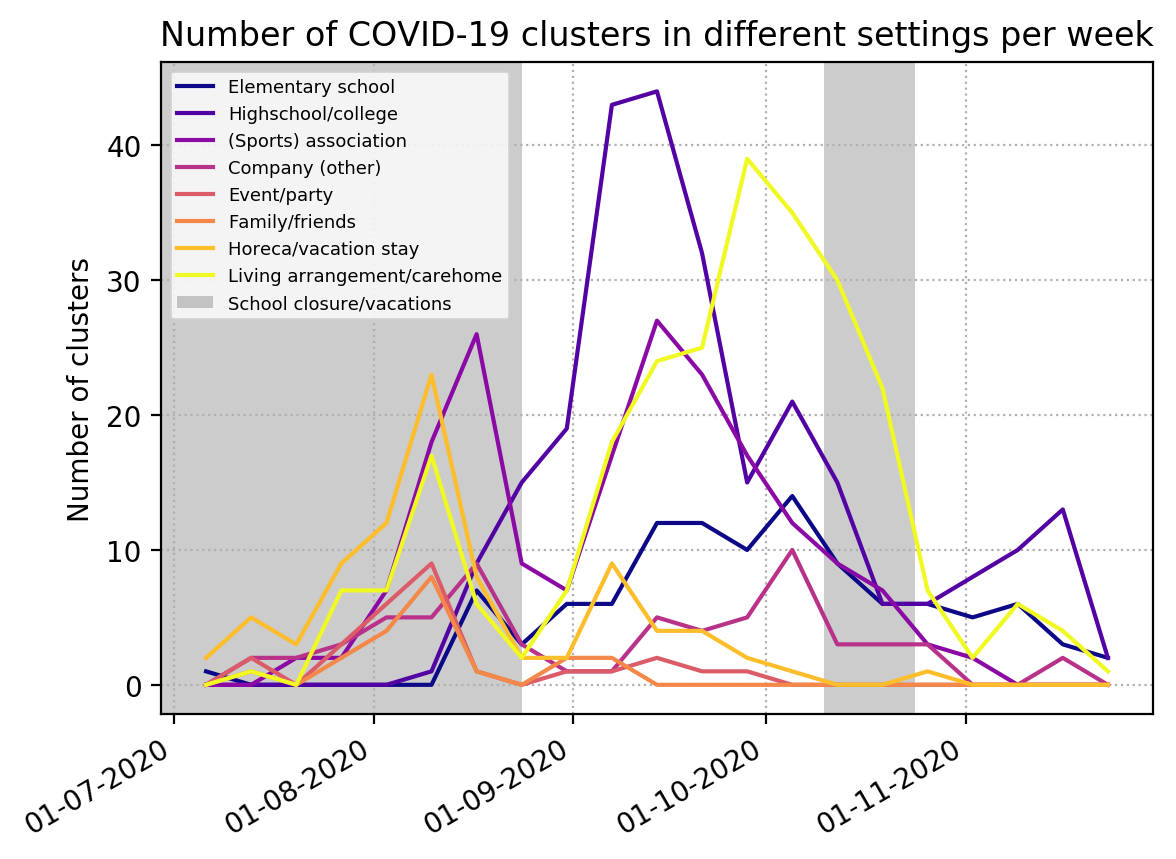 Number of COVID-19 clusters in different settings per week
Elementary school
Highschool/college
(Sports) association
Company (other)
Event/party
Family/friends
Horeca/vacation stay
Living arrangement/carehome
School closure/vacations
Number of clusters
40
30
20
10
0
01-07-2020
01-08-2020
01-09-2020
01-10-2020
01-11-2020